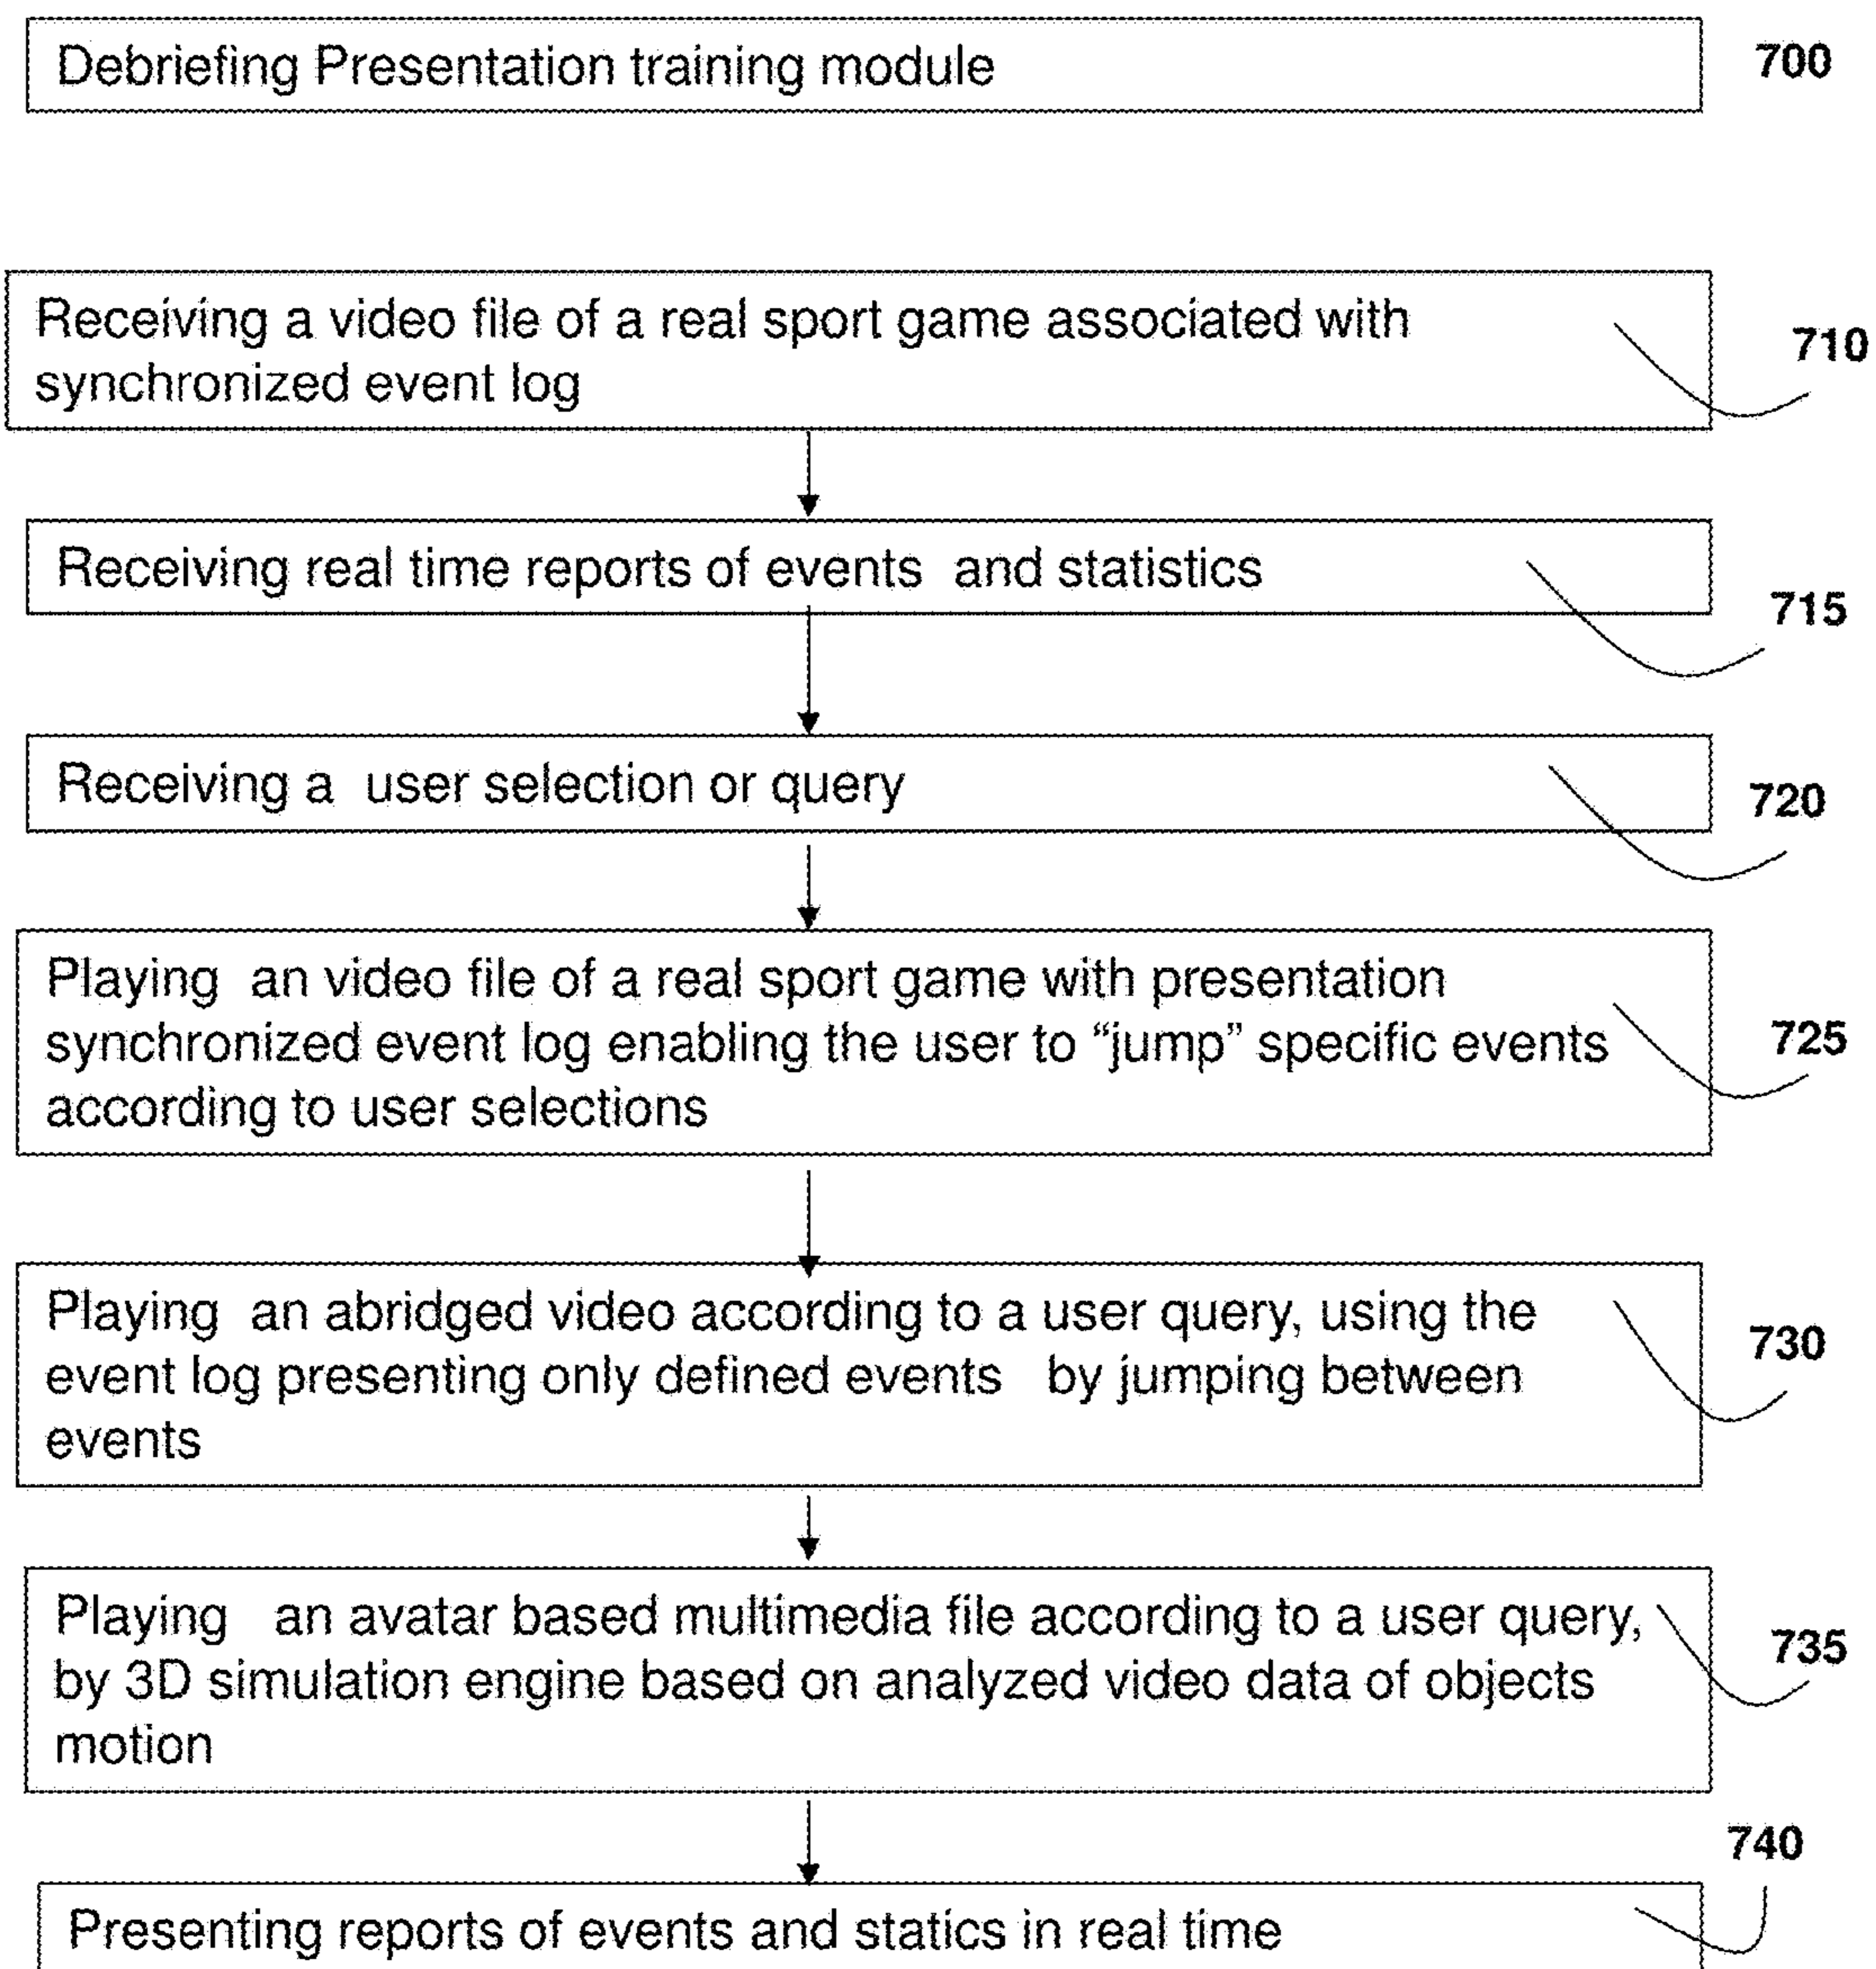 Debriefing Presentation training module
700
Receiving a video file of a real sport game associated with
synchronized event log
710
Receiving real time reports of events and statistics
715
Receiving a user selection or query
720
Playing an video file of a real sport game with presentation
synchronized event log enabling the user to “jump” specific events
according to user selections
725
Playing an abridged video according to a user query, using the
event log presenting only defined events by jumping between
events
730
Playing an avatar based multimedia file according to a user query,
by 3D simulation engine based on analyzed video data of objects
motion
735
740
Presenting reports of events and statics in real time